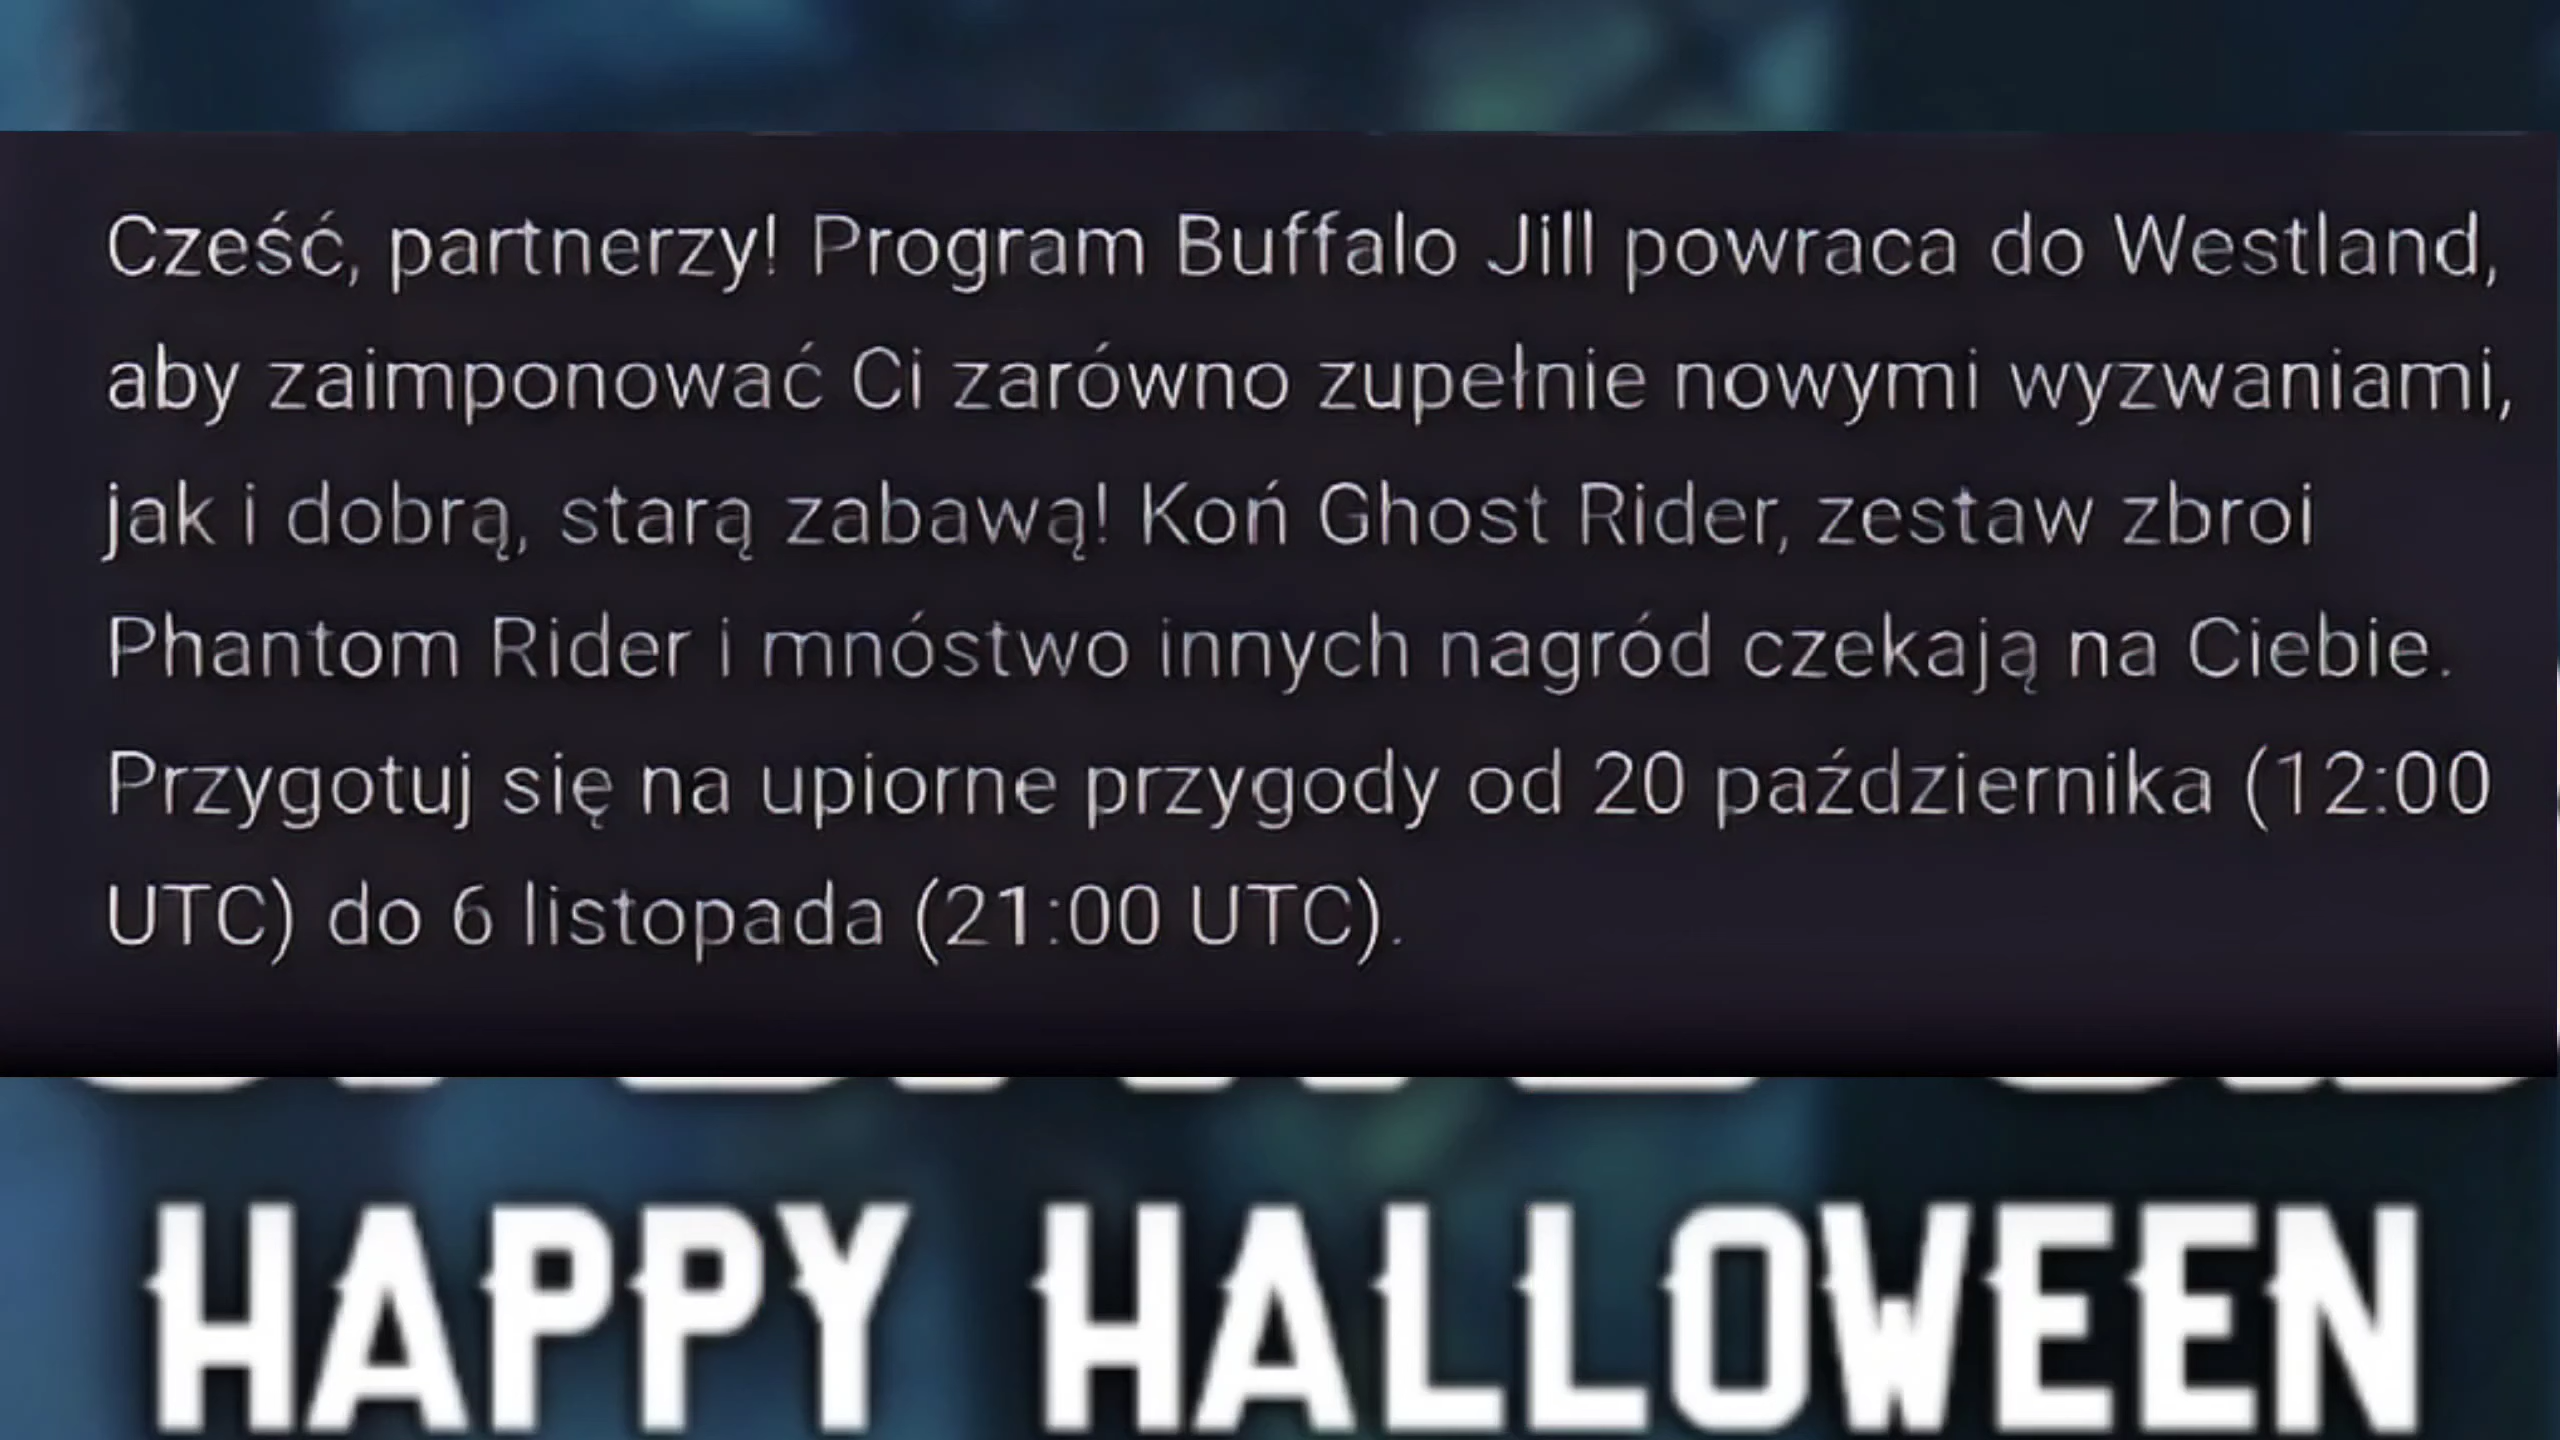 Cześć, partnerzy! Program Buffalo Jill powraca do Westland,
aby zaimponować Ci zarówno zupełnie nowymi wyzwaniami,
jak i dobrą, starą zabawą! Koń Ghost Rider, zestaw zbroi
Phantom Rider i mnóstwo innych nagród czekają na Ciebie.
Przygotuj się na upiorne przygody od 20 października (12:00
UTC) do 6 listopada (21:00 UTC).
HAPPY HALLOWEEN